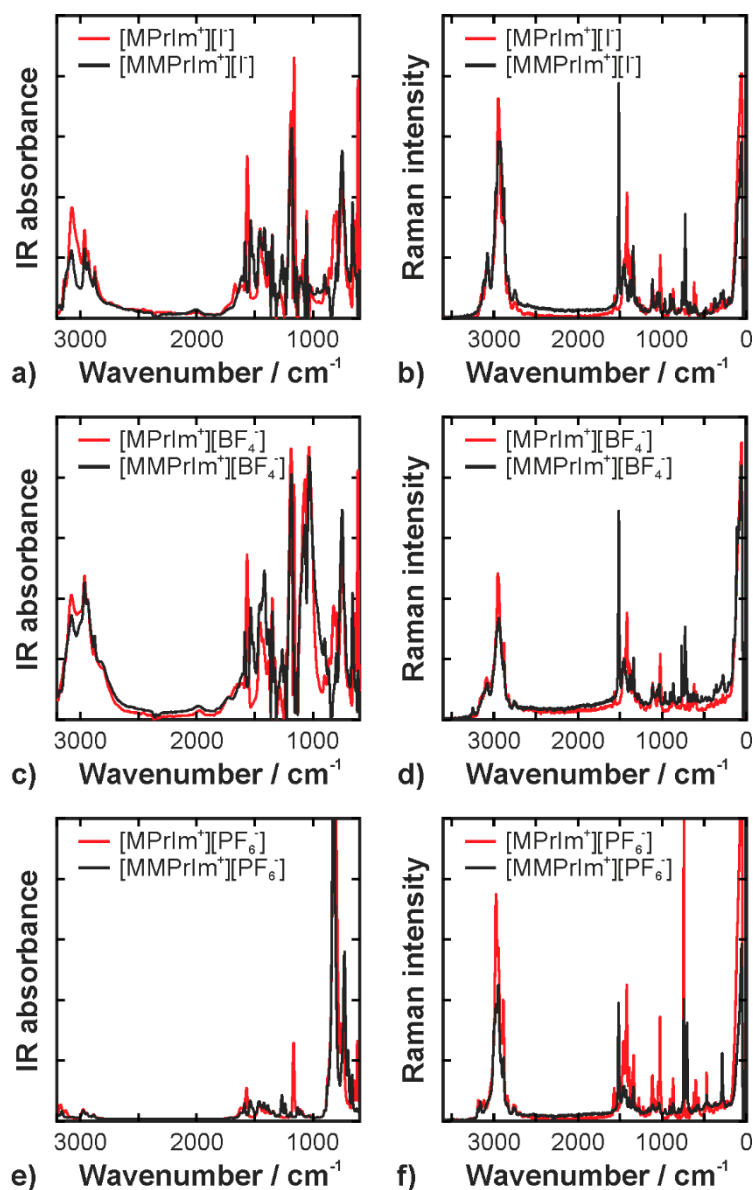 [MPrIm⁺][I⁻]
[MMPrIm⁺][I⁻]
IR absorbance
3000 2000 1000
Wavenumber / cm⁻¹
a)
[MPrIm⁺][I⁻]
[MMPrIm⁺][I⁻]
Raman intensity
3000 2000 1000 0
Wavenumber / cm⁻¹
b)
[MPrIm⁺][BF₄⁻]
[MMPrIm⁺][BF₄⁻]
IR absorbance
3000 2000 1000
Wavenumber / cm⁻¹
c)
[MPrIm⁺][BF₄⁻]
[MMPrIm⁺][BF₄⁻]
Raman intensity
3000 2000 1000 0
Wavenumber / cm⁻¹
d)
[MPrIm⁺][PF₆⁻]
[MMPrIm⁺][PF₆⁻]
IR absorbance
3000 2000 1000
Wavenumber / cm⁻¹
e)
[MPrIm⁺][PF₆⁻]
[MMPrIm⁺][PF₆⁻]
Raman intensity
3000 2000 1000 0
Wavenumber / cm⁻¹
f)